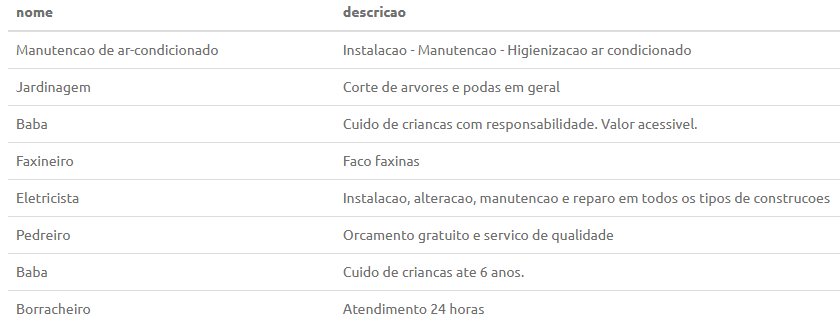 nome descricao
Manutencao de ar-condicionado Instalacao - Manutencao - Higienizacao ar condicionado
Jardinagem Corte de arvores e podas em geral
Baba Cuido de criancas com responsabilidade. Valor acessivel.
Faxineiro Faco faxinas
Eletricista Instalacao, alteracao, manutencao e reparo em todos os tipos de construcoes
Pedreiro Orcamento gratuito e servico de qualidade
Baba Cuido de criancas ate 6 anos.
Borracheiro Atendimento 24 horas